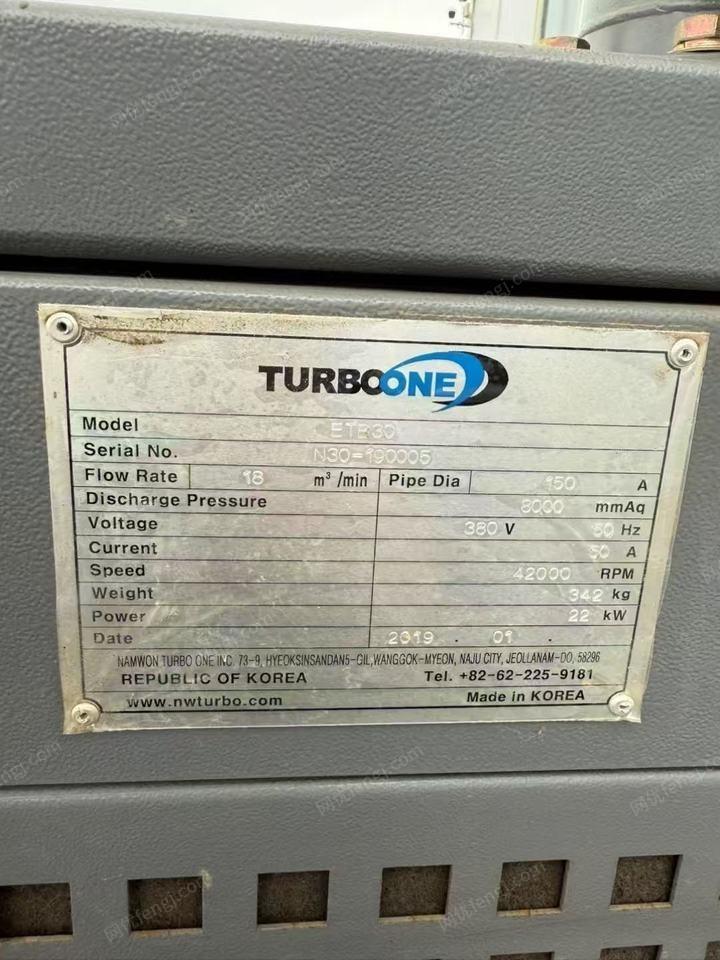 TURBOONE
Model ETB30
Serial No. N30-190005
Flow Rate 18 m³/min Pipe Dia 150 A
Discharge Pressure 8000 mmAq
Voltage 380 V Hz
Current A
Speed 42000 RPM
Weight 342 kg
Power 22 kW
Date 2019 . 01 .
NAMWON TURBO ONE INC. 73-9, HYEOKSINSANDAN5-GIL,WANGGOK-MYEON, NAJU CITY, JEOLLANAM-DO, 58296
REPUBLIC OF KOREA Tel. +82-62-225-9181
www.nwturbo.com Made in KOREA